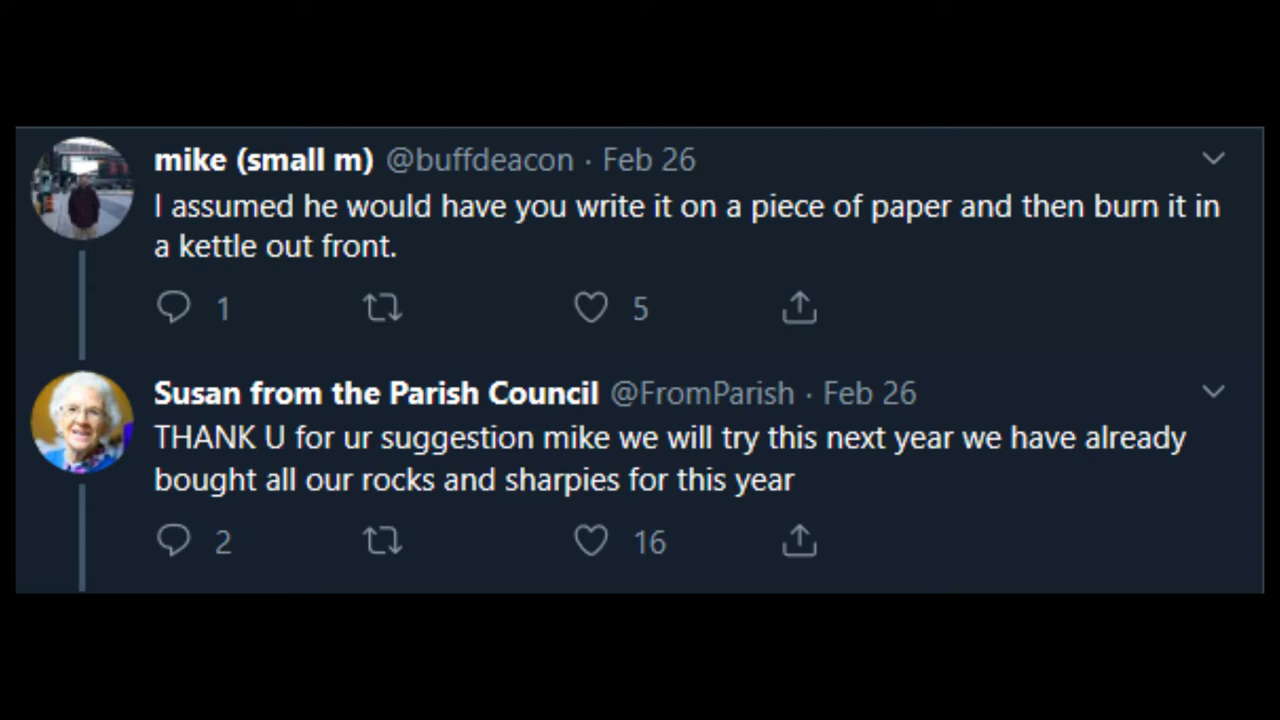 mike (small m) @buffdeacon · Feb 26
I assumed he would have you write it on a piece of paper and then burn it in
a kettle out front.
1 5
Susan from the Parish Council @FromParish · Feb 26
THANK U for ur suggestion mike we will try this next year we have already
bought all our rocks and sharpies for this year
2 16